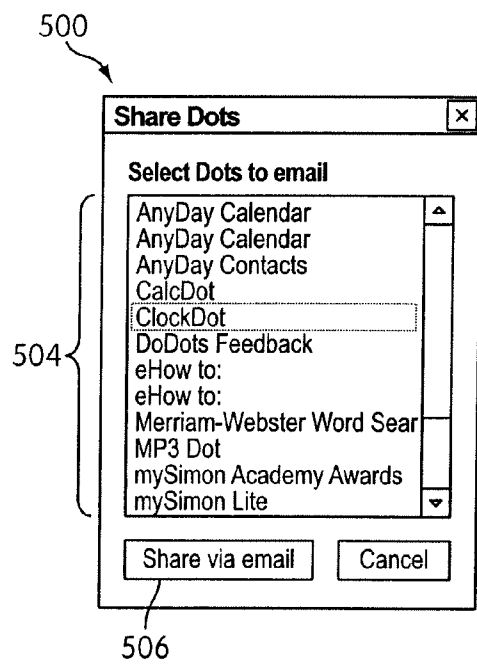 500
Share Dots
Select Dots to email
AnyDay Calendar
AnyDay Calendar
AnyDay Contacts
CalcDot
ClockDot
504
DoDots Feedback
eHow to:
eHow to:
Merriam-Webster Word Sear
MP3 Dot
mySimon Academy Awards
mySimon Lite
Share via email Cancel
506